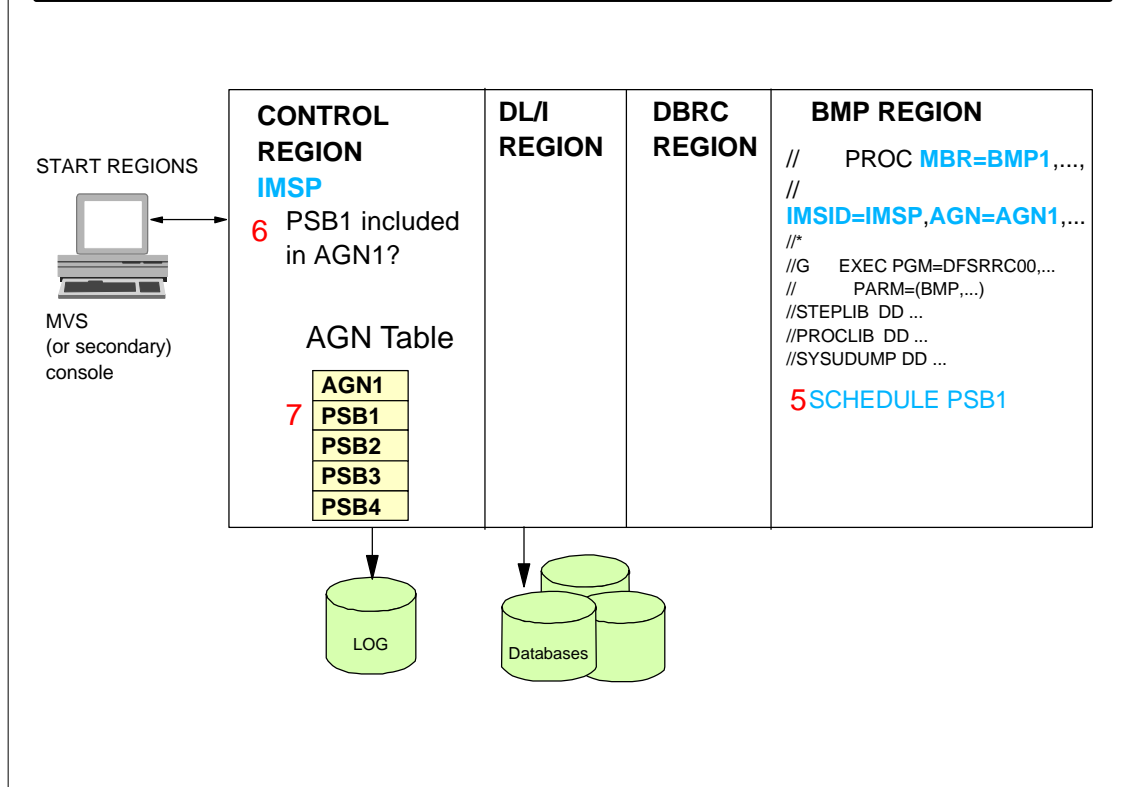 START REGIONS
MVS
(or secondary)
console
CONTROL
REGION
IMSP
6 PSB1 included
in AGN1?
AGN Table
AGN1
7 PSB1
PSB2
PSB3
PSB4
DL/I
REGION
DBRC
REGION
BMP REGION
// PROC MBR=BMP1,...,
//
IMSID=IMSP,AGN=AGN1,...
//*
//G EXEC PGM=DFSRRC00,...
// PARM=(BMP,...)
//STEPLIB DD ...
//PROCLIB DD ...
//SYSUDUMP DD ...
5 SCHEDULE PSB1
LOG
Databases